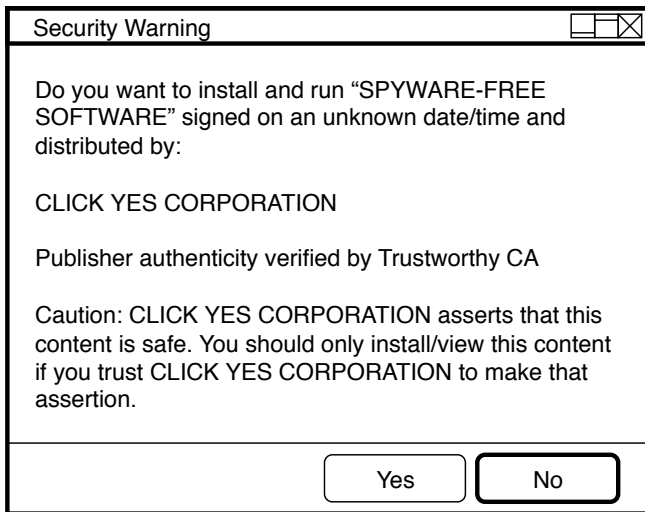 Security Warning
Do you want to install and run “SPYWARE-FREE
SOFTWARE” signed on an unknown date/time and
distributed by:
CLICK YES CORPORATION
Publisher authenticity verified by Trustworthy CA
Caution: CLICK YES CORPORATION asserts that this
content is safe. You should only install/view this content
if you trust CLICK YES CORPORATION to make that
assertion.
Yes No